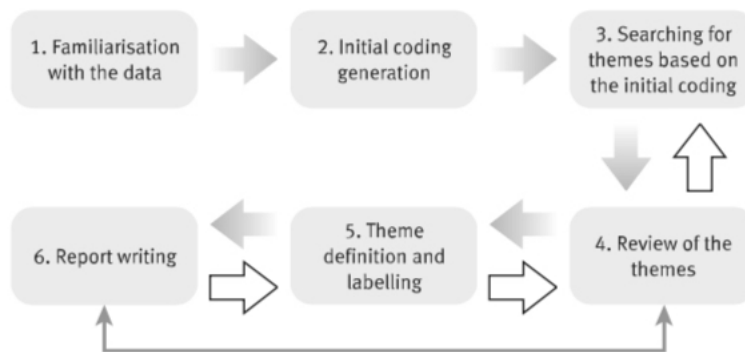 1. Familiarisation
with the data
2. Initial coding
generation
3. Searching for
themes based on
the initial coding
6. Report writing
5. Theme
definition and
labelling
4. Review of the
themes